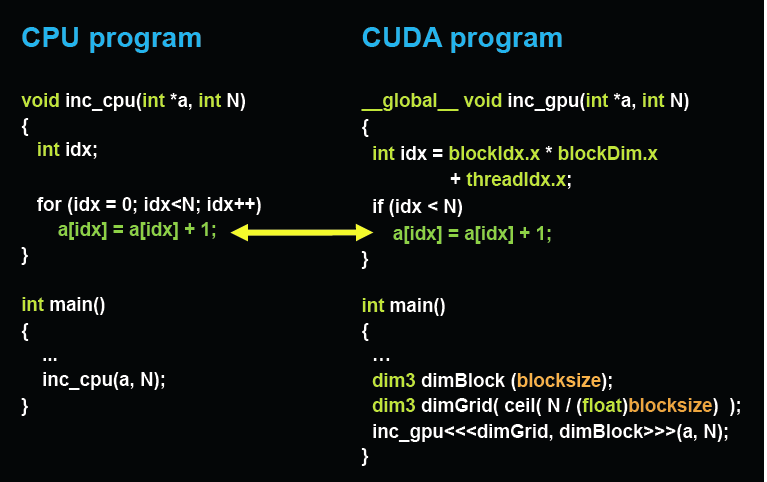 CPU program
void inc_cpu(int *a, int N)
{
int idx;
for (idx = 0; idx<N; idx++)
a[idx] = a[idx] + 1;
}
int main()
{
...
inc_cpu(a, N);
}
CUDA program
__global__ void inc_gpu(int *a, int N)
{
int idx = blockIdx.x * blockDim.x
+ threadIdx.x;
if (idx < N)
a[idx] = a[idx] + 1;
}
int main()
{
…
dim3 dimBlock (blocksize);
dim3 dimGrid( ceil( N / (float)blocksize) );
inc_gpu<<<dimGrid, dimBlock>>>(a, N);
}